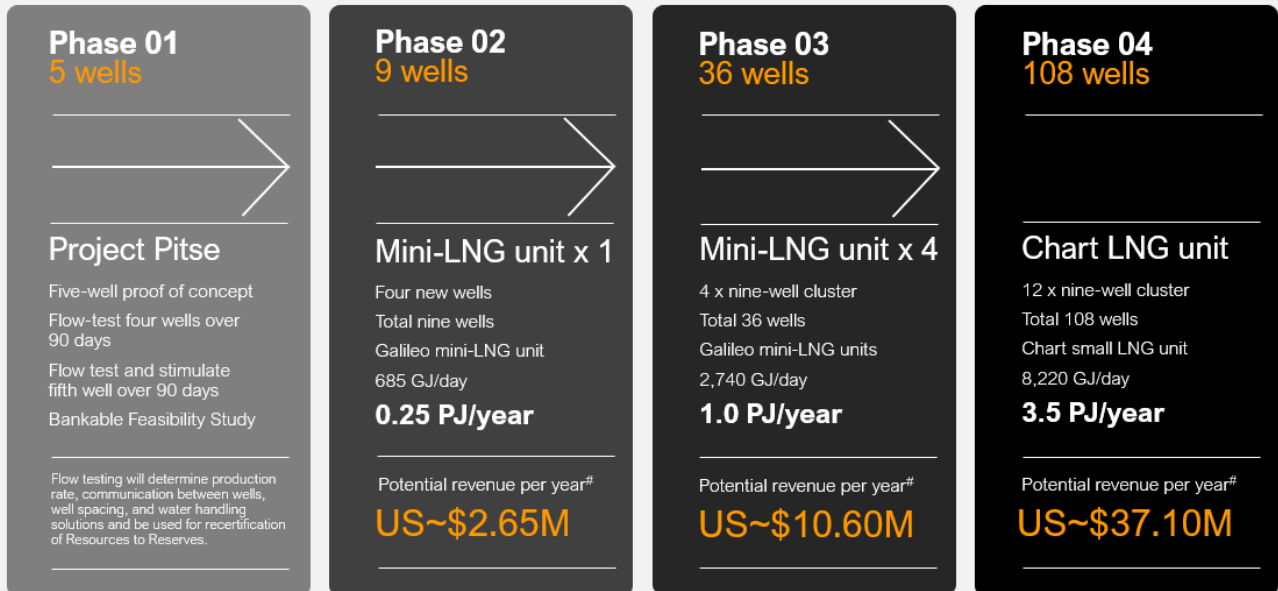 Phase 01
5 wells
Project Pitse
Five-well proof of concept
Flow-test four wells over
90 days
Flow test and stimulate
fifth well over 90 days
Bankable Feasibility Study
Flow testing will determine production
rate, communication between wells,
well spacing, and water handling
solutions and be used for recertification
of Resources to Reserves.
Phase 02
9 wells
Mini-LNG unit x 1
Four new wells
Total nine wells
Galileo mini-LNG unit
685 GJ/day
0.25 PJ/year
Potential revenue per year#
US~$2.65M
Phase 03
36 wells
Mini-LNG unit x 4
4 x nine-well cluster
Total 36 wells
Galileo mini-LNG units
2,740 GJ/day
1.0 PJ/year
Potential revenue per year#
US~$10.60M
Phase 04
108 wells
Chart LNG unit
12 x nine-well cluster
Total 108 wells
Chart small LNG unit
8,220 GJ/day
3.5 PJ/year
Potential revenue per year#
US~$37.10M